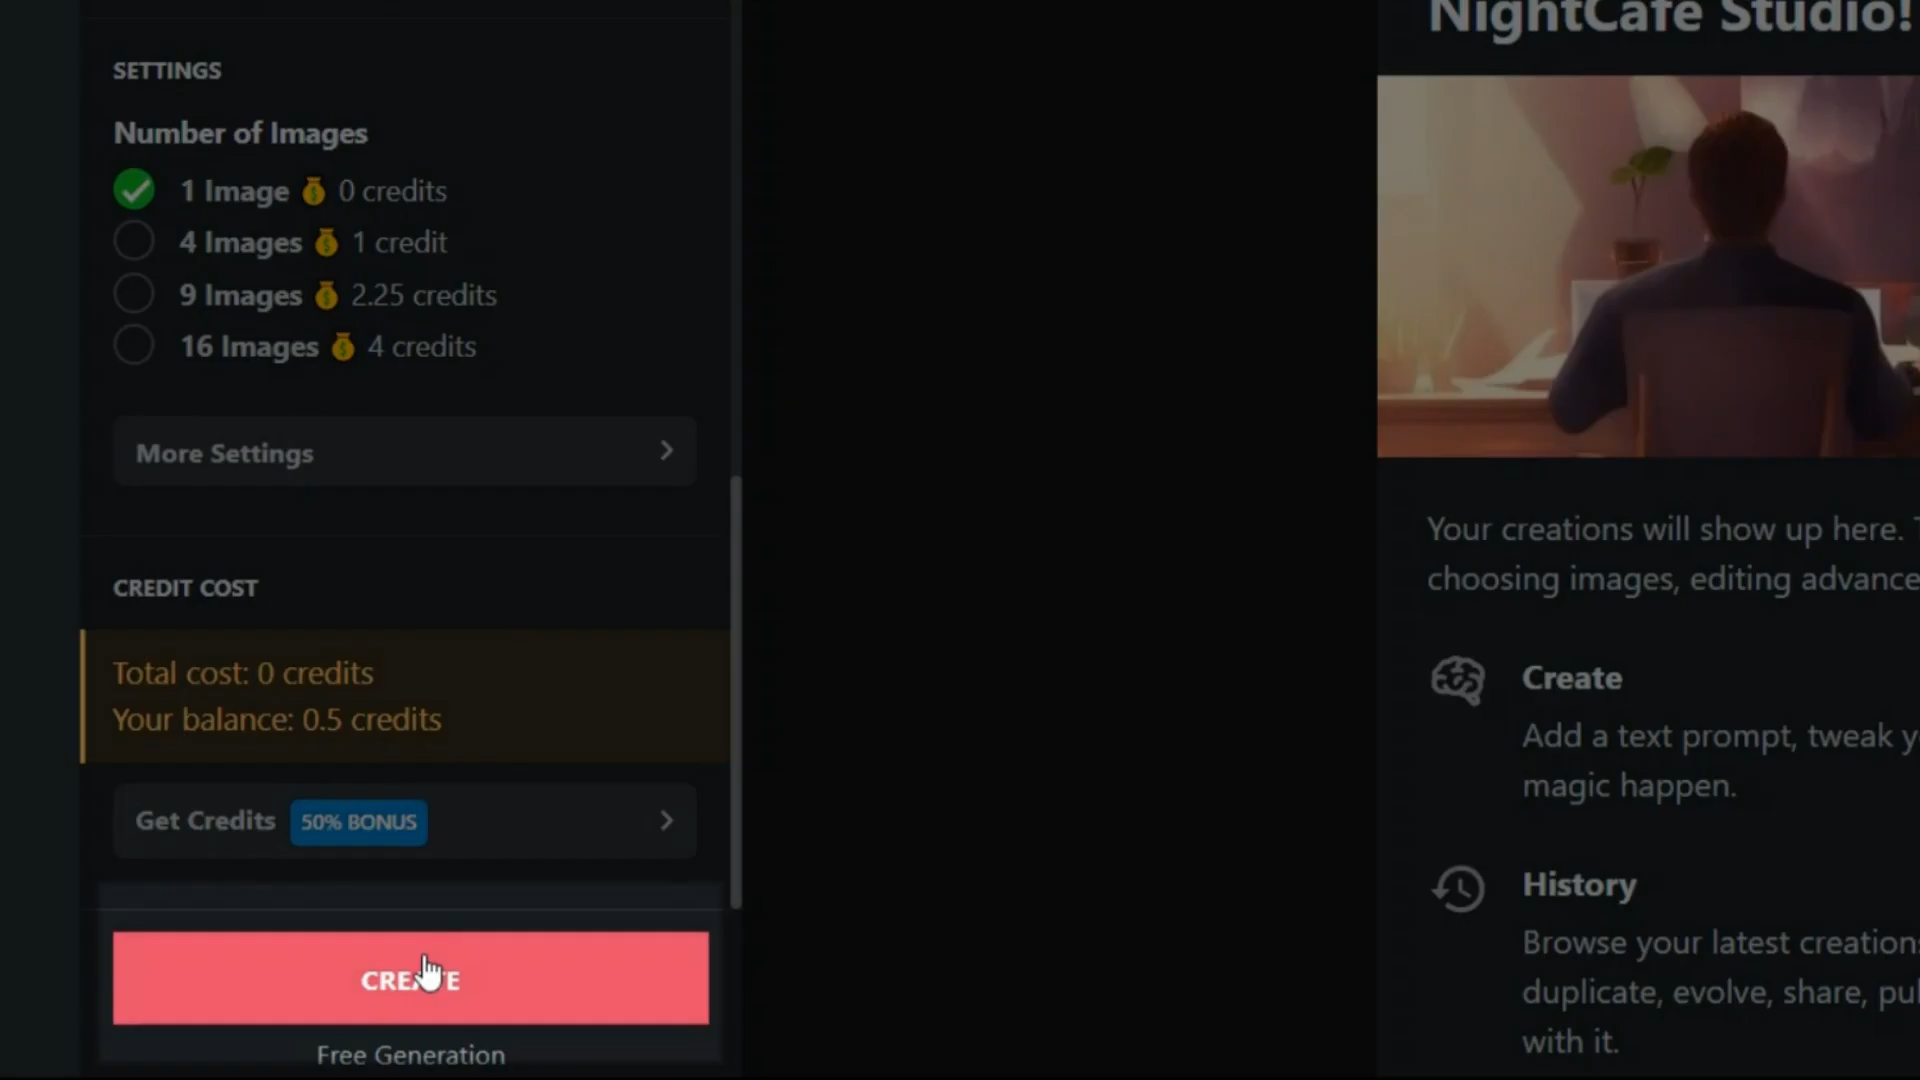 SETTINGS
Number of Images
1 Image 0 credits
4 Images 1 credit
9 Images 2.25 credits
16 Images 4 credits
More Settings
CREDIT COST
Total cost: 0 credits
Your balance: 0.5 credits
Get Credits 50% BONUS
CREATE
Free Generation
NightCafe Studio!
Your creations will show up here.
choosing images, editing advance
Create
Add a text prompt, tweak y
magic happen.
History
Browse your latest creation
duplicate, evolve, share, pu
with it.